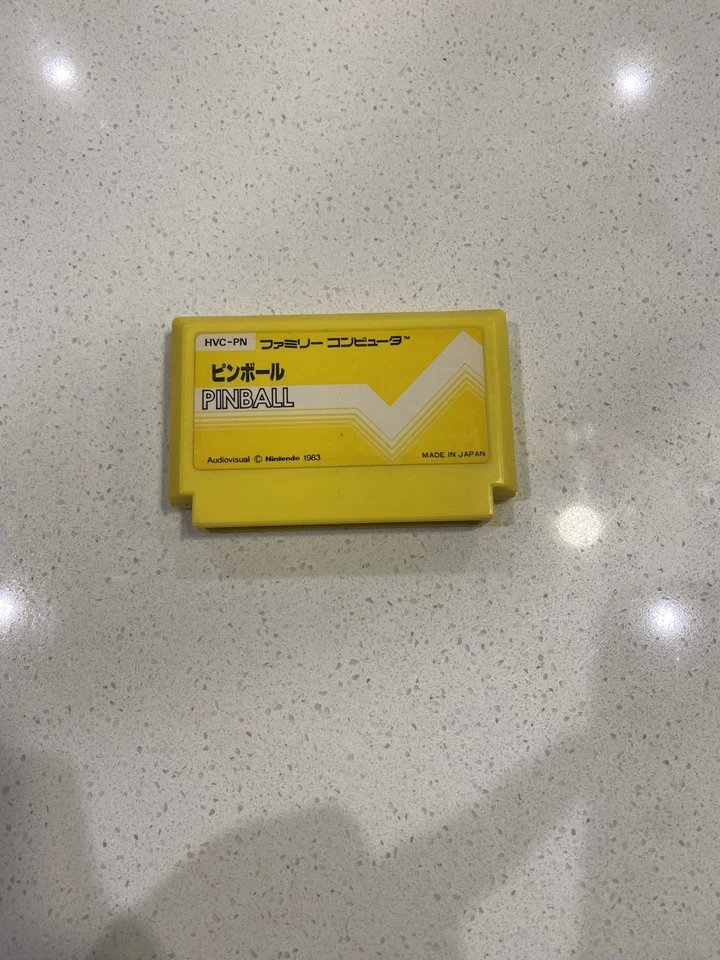 HVC-PN ファミリー コンピュータ™
ピンボール
PINBALL
Audiovisual © Nintendo 1983
MADE IN JAPAN